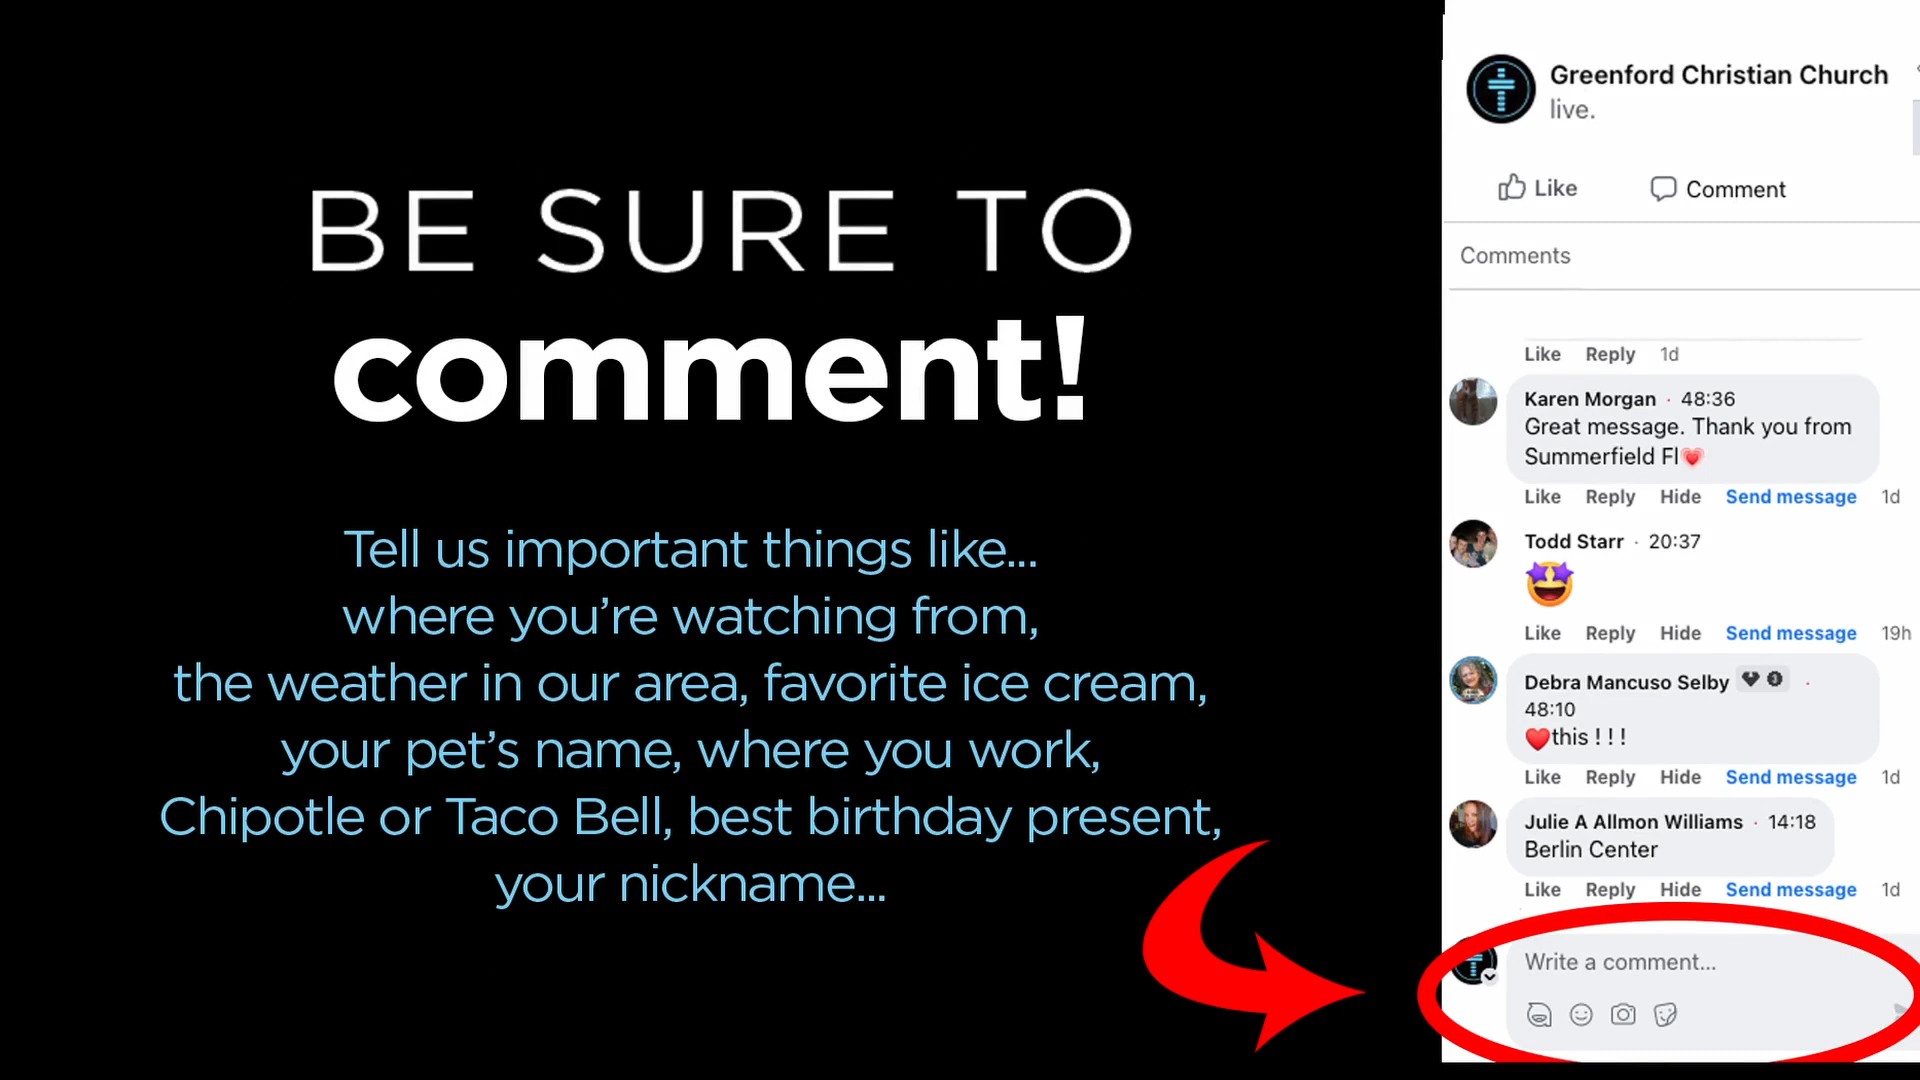 BE SURE TO
comment!
Tell us important things like...
where you're watching from,
the weather in our area, favorite ice cream,
your pet's name, where you work,
Chipotle or Taco Bell, best birthday present,
your nickname...
Greenford Christian Church
live.
Like Comment
Comments
Like Reply 1d
Karen Morgan · 48:36
Great message. Thank you from
Summerfield Fl💗
Like Reply Hide Send message 1d
Todd Starr · 20:37
🤩
Like Reply Hide Send message 19h
Debra Mancuso Selby ·
48:10
❤️this ! ! !
Like Reply Hide Send message 1d
Julie A Allmon Williams · 14:18
Berlin Center
Like Reply Hide Send message 1d
Write a comment...